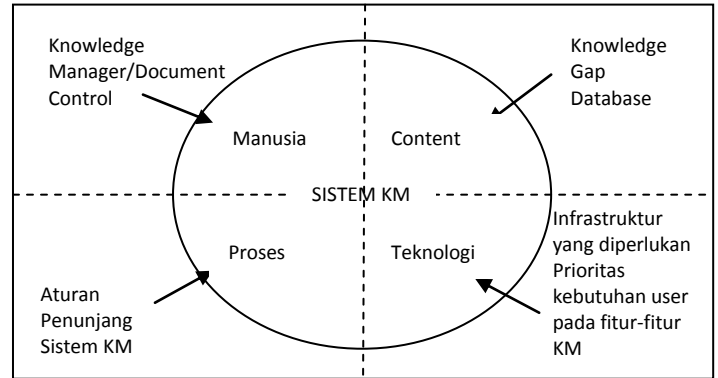 Knowledge
Manager/Document
Control
Knowledge
Gap
Database
Manusia
Content
SISTEM KM
Proses
Teknologi
Aturan
Penunjang
Sistem KM
Infrastruktur
yang diperlukan
Prioritas
kebutuhan user
pada fitur-fitur
KM